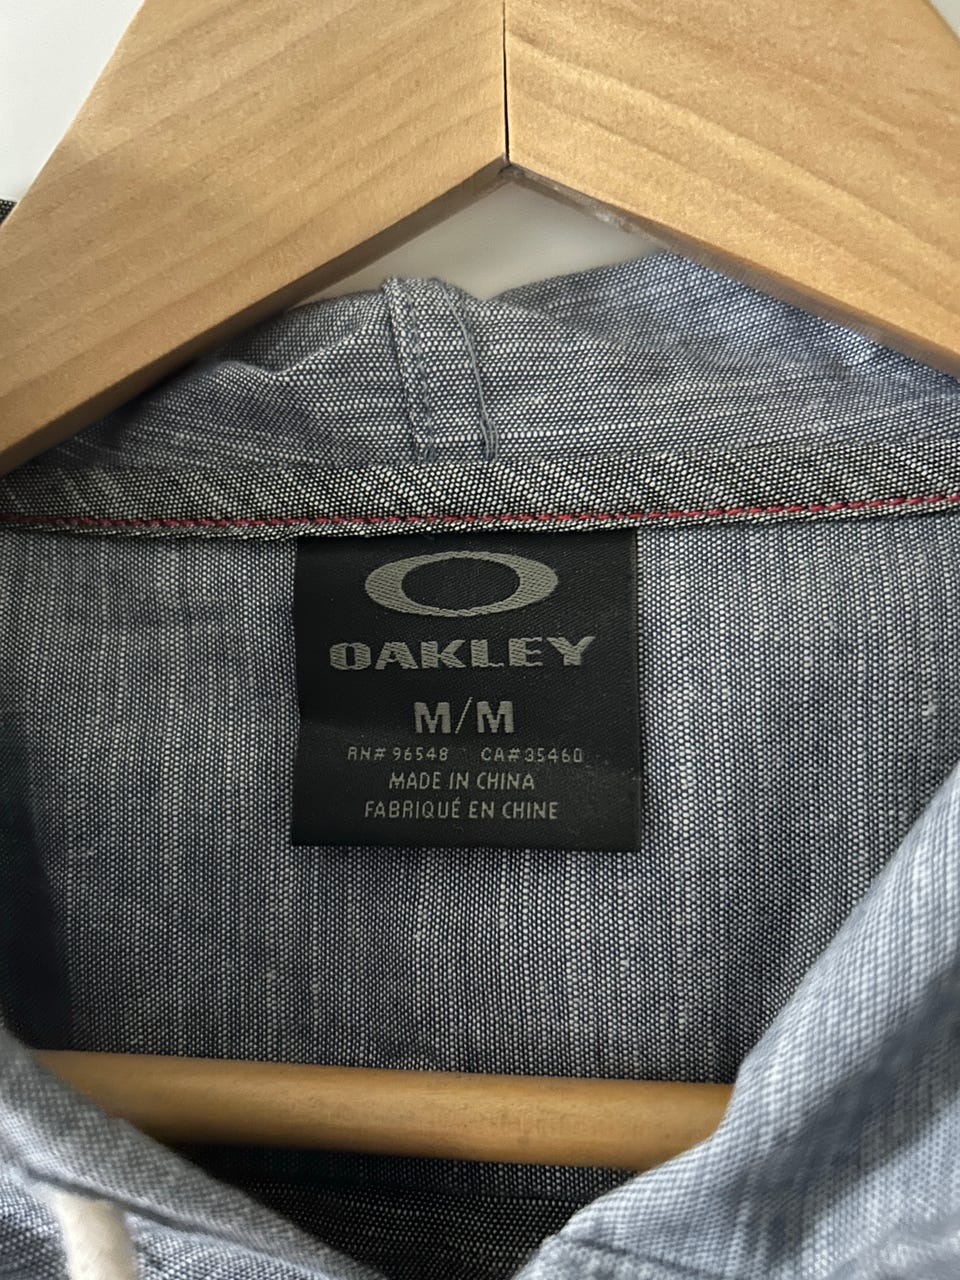 OAKLEY
M/M
RN# 96548 CA# 35460
MADE IN CHINA
FABRIQUÉ EN CHINE